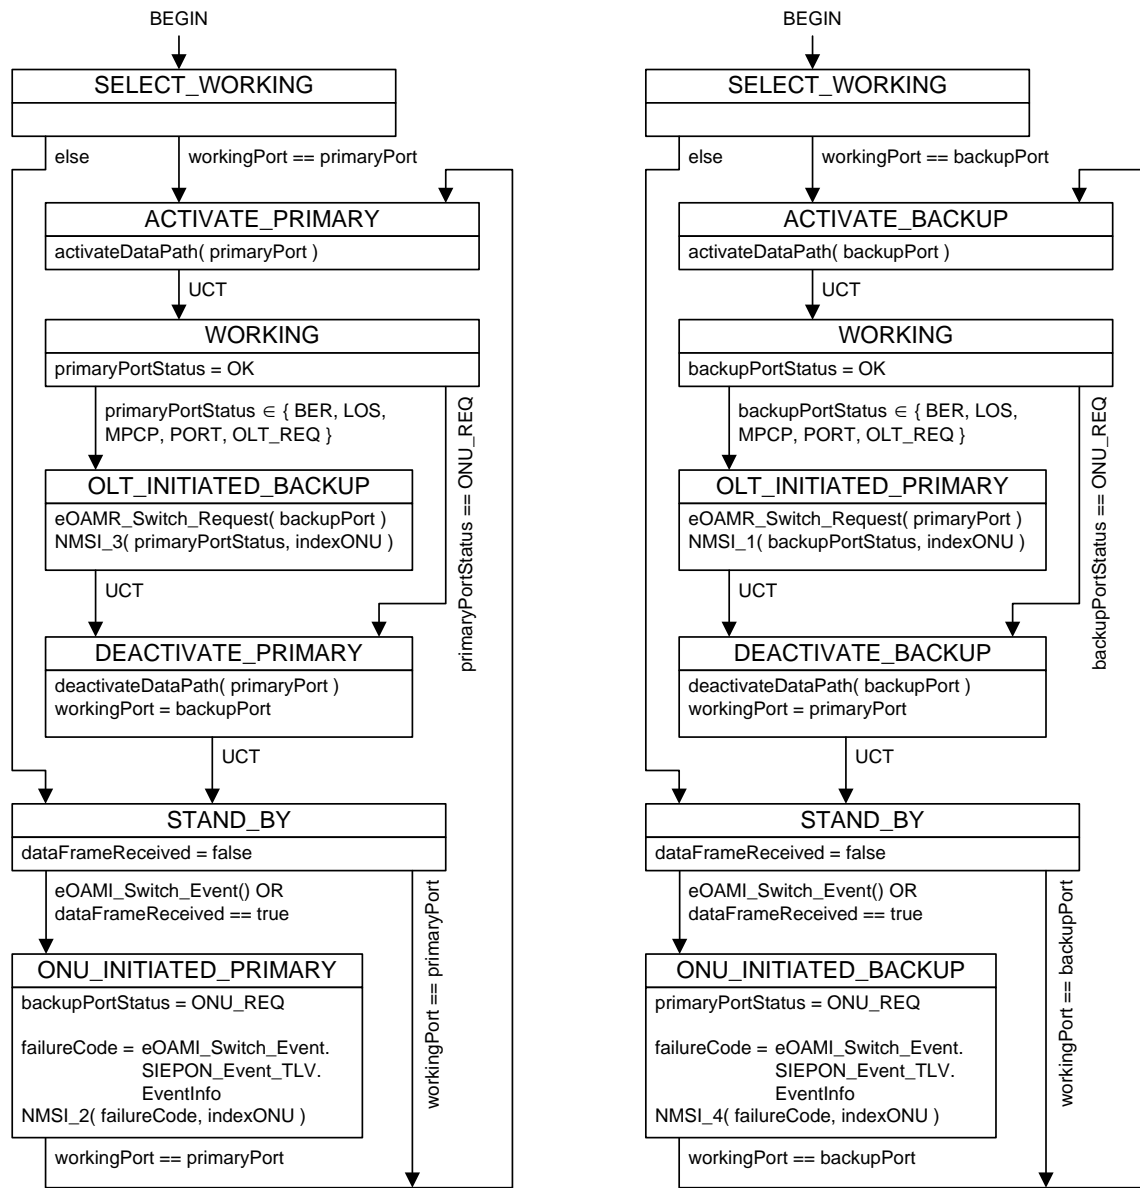 BEGIN
SELECT_WORKING
else
workingPort == primaryPort
ACTIVATE_PRIMARY
activateDataPath( primaryPort )
UCT
WORKING
primaryPortStatus = OK
primaryPortStatus ∈ { BER, LOS,
MPCP, PORT, OLT_REQ }
primaryPortStatus == ONU_REQ
OLT_INITIATED_BACKUP
eOAMR_Switch_Request( backupPort )
NMSI_3( primaryPortStatus, indexONU )
UCT
DEACTIVATE_PRIMARY
deactivateDataPath( primaryPort )
workingPort = backupPort
UCT
STAND_BY
dataFrameReceived = false
eOAMI_Switch_Event() OR
dataFrameReceived == true
workingPort == primaryPort
ONU_INITIATED_PRIMARY
backupPortStatus = ONU_REQ
failureCode = eOAMI_Switch_Event.
SIEPON_Event_TLV.
EventInfo
NMSI_2( failureCode, indexONU )
workingPort == primaryPort
BEGIN
SELECT_WORKING
else
workingPort == backupPort
ACTIVATE_BACKUP
activateDataPath( backupPort )
UCT
WORKING
backupPortStatus = OK
backupPortStatus ∈ { BER, LOS,
MPCP, PORT, OLT_REQ }
backupPortStatus == ONU_REQ
OLT_INITIATED_PRIMARY
eOAMR_Switch_Request( primaryPort )
NMSI_1( backupPortStatus, indexONU )
UCT
DEACTIVATE_BACKUP
deactivateDataPath( backupPort )
workingPort = primaryPort
UCT
STAND_BY
dataFrameReceived = false
eOAMI_Switch_Event() OR
dataFrameReceived == true
workingPort == backupPort
ONU_INITIATED_BACKUP
primaryPortStatus = ONU_REQ
failureCode = eOAMI_Switch_Event.
SIEPON_Event_TLV.
EventInfo
NMSI_4( failureCode, indexONU )
workingPort == backupPort